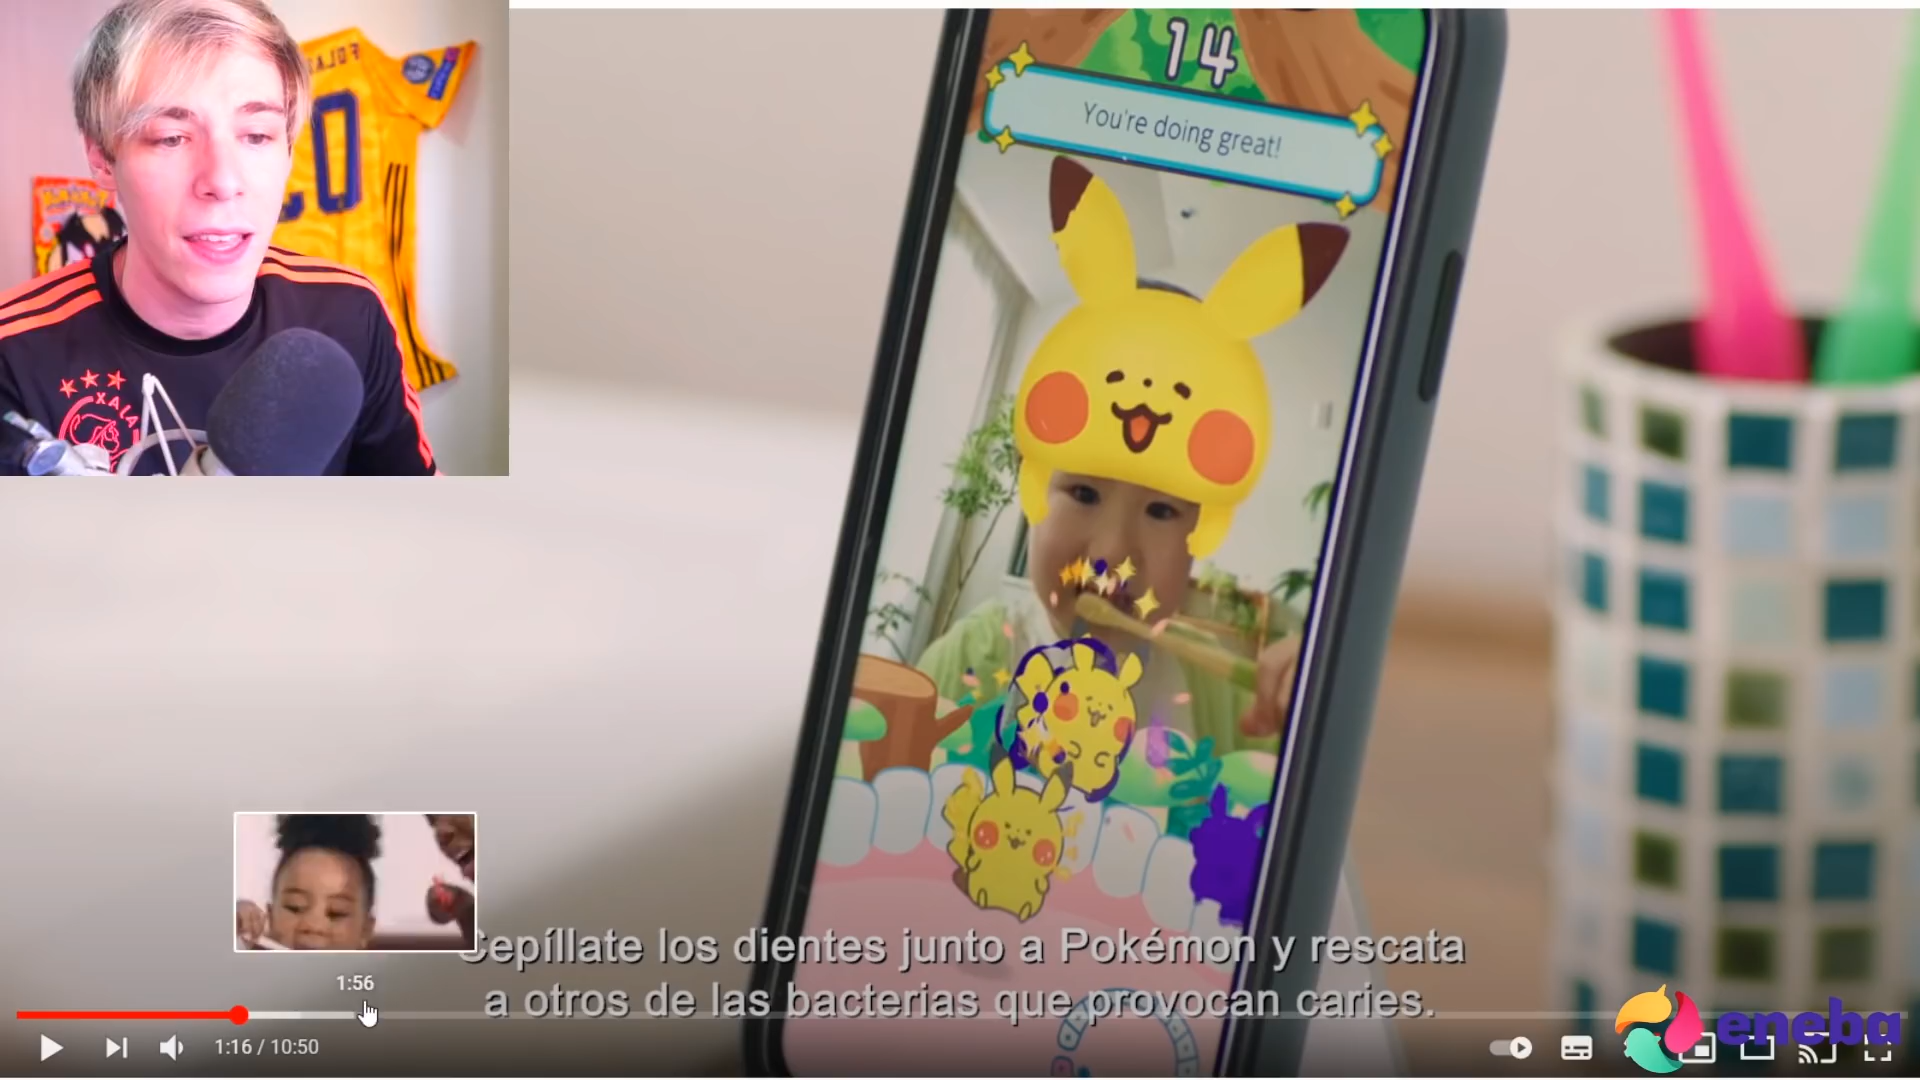 14
You're doing great!
XALA
Cepíllate los dientes junto a Pokémon y rescata
a otros de las bacterias que provocan caries.
1:56
1:16 / 10:50
eneba